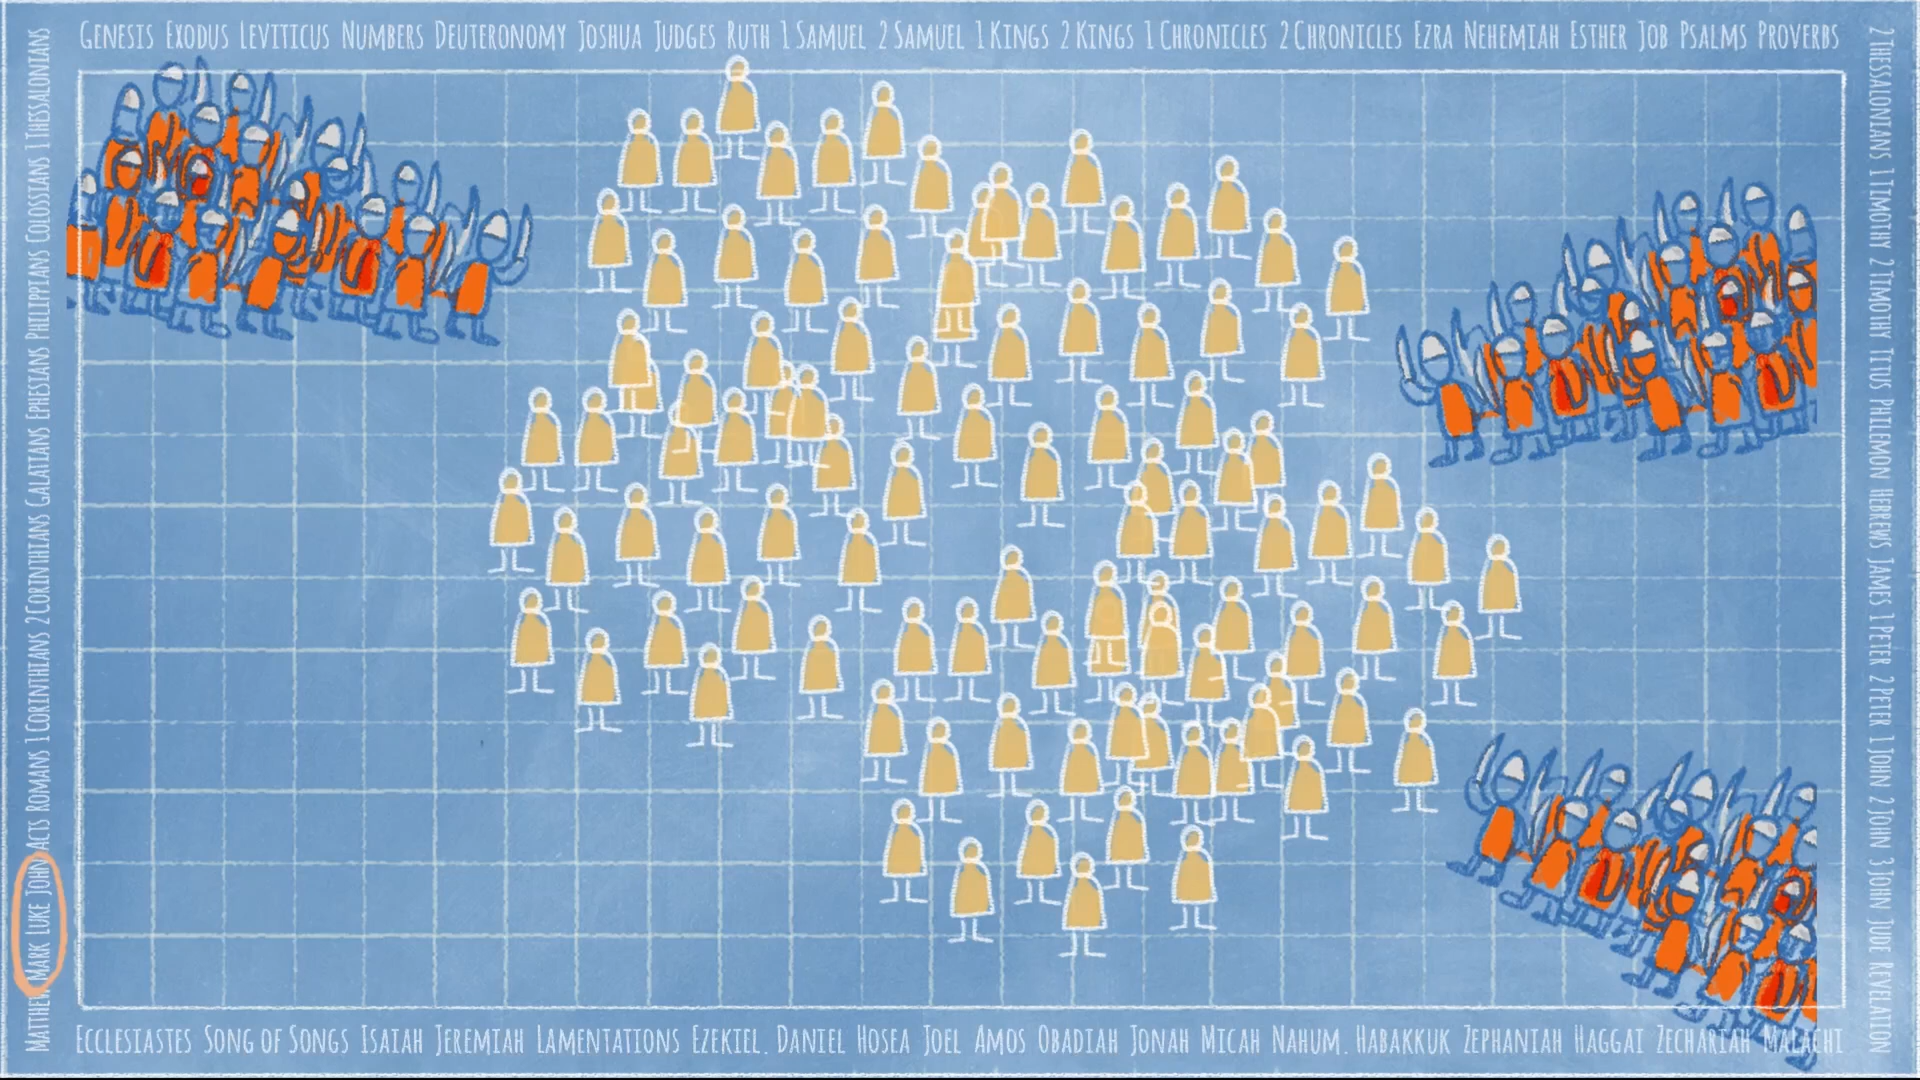 GENESIS EXODUS LEVITICUS NUMBERS DEUTERONOMY JOSHUA JUDGES RUTH 1 SAMUEL 2 SAMUEL 1 KINGS 2 KINGS 1 CHRONICLES 2 CHRONICLES EZRA NEHEMIAH ESTHER JOB PSALMS PROVERBS
ECCLESIASTES SONG OF SONGS ISAIAH JEREMIAH LAMENTATIONS EZEKIEL. DANIEL HOSEA JOEL AMOS OBADIAH JONAH MICAH NAHUM. HABAKKUK ZEPHANIAH HAGGAI ZECHARIAH MALACHI
MATTHEW MARK LUKE JOHN ACTS ROMANS 1 CORINTHIANS 2 CORINTHIANS GALATIANS EPHESIANS PHILIPPIANS COLOSSIANS 1 THESSALONIANS
2 THESSALONIANS 1 TIMOTHY 2 TIMOTHY TITUS PHILEMON HEBREWS JAMES 1 PETER 2 PETER 1 JOHN 2 JOHN 3 JOHN JUDE REVELATION